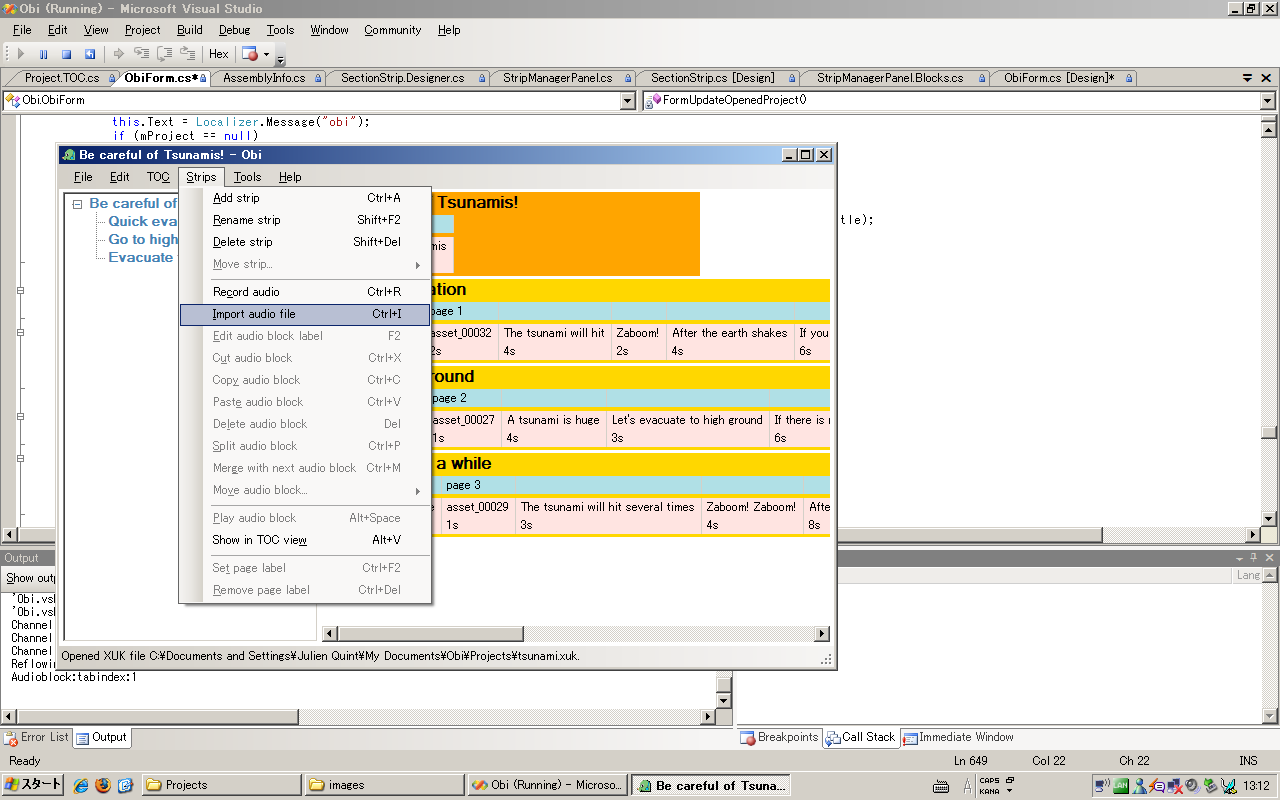 Obi (Running) - Microsoft Visual Studio
File Edit View Project Build Debug Tools Window Community Help
Hex
Project.TOC.cs ObiForm.cs* AssemblyInfo.cs SectionStrip.Designer.cs StripManagerPanel.cs SectionStrip.cs [Design] StripManagerPanel.Blocks.cs ObiForm.cs [Design]*
Obi.ObiForm FormUpdateOpenedProject()
this.Text = Localizer.Message("obi");
if (mProject == null)
tle);
Be careful of Tsunamis! - Obi
File Edit TOC Strips Tools Help
Be careful of
Quick eva
Go to high
Evacuate
Add strip Ctrl+A
Rename strip Shift+F2
Delete strip Shift+Del
Move strip...
Record audio Ctrl+R
Import audio file Ctrl+I
Edit audio block label F2
Cut audio block Ctrl+X
Copy audio block Ctrl+C
Paste audio block Ctrl+V
Delete audio block Del
Split audio block Ctrl+P
Merge with next audio block Ctrl+M
Move audio block...
Play audio block Alt+Space
Show in TOC view Alt+V
Set page label Ctrl+F2
Remove page label Ctrl+Del
Tsunamis!
mis
ation
page 1
asset_00032 The tsunami will hit Zaboom! After the earth shakes If you
2s 4s 2s 4s 6s
round
page 2
asset_00027 A tsunami is huge Let's evacuate to high ground If there is
1s 4s 3s 6s
a while
page 3
asset_00029 The tsunami will hit several times Zaboom! Zaboom! Afte
1s 3s 4s 8s
Opened XUK file C:¥Documents and Settings¥Julien Quint¥My Documents¥Obi¥Projects¥tsunami.xuk.
Output
Show outp
'Obi.vsh
'Obi.vsh
Channel
Channel
Channel
Reflowin
Audioblock:tabindex:1
Lang
Error List Output
Breakpoints Call Stack Immediate Window
Ready Ln 649 Col 22 Ch 22 INS
スタート Projects images Obi (Running) - Microso... Be careful of Tsuna... A CAPS KANA LAN 13:12